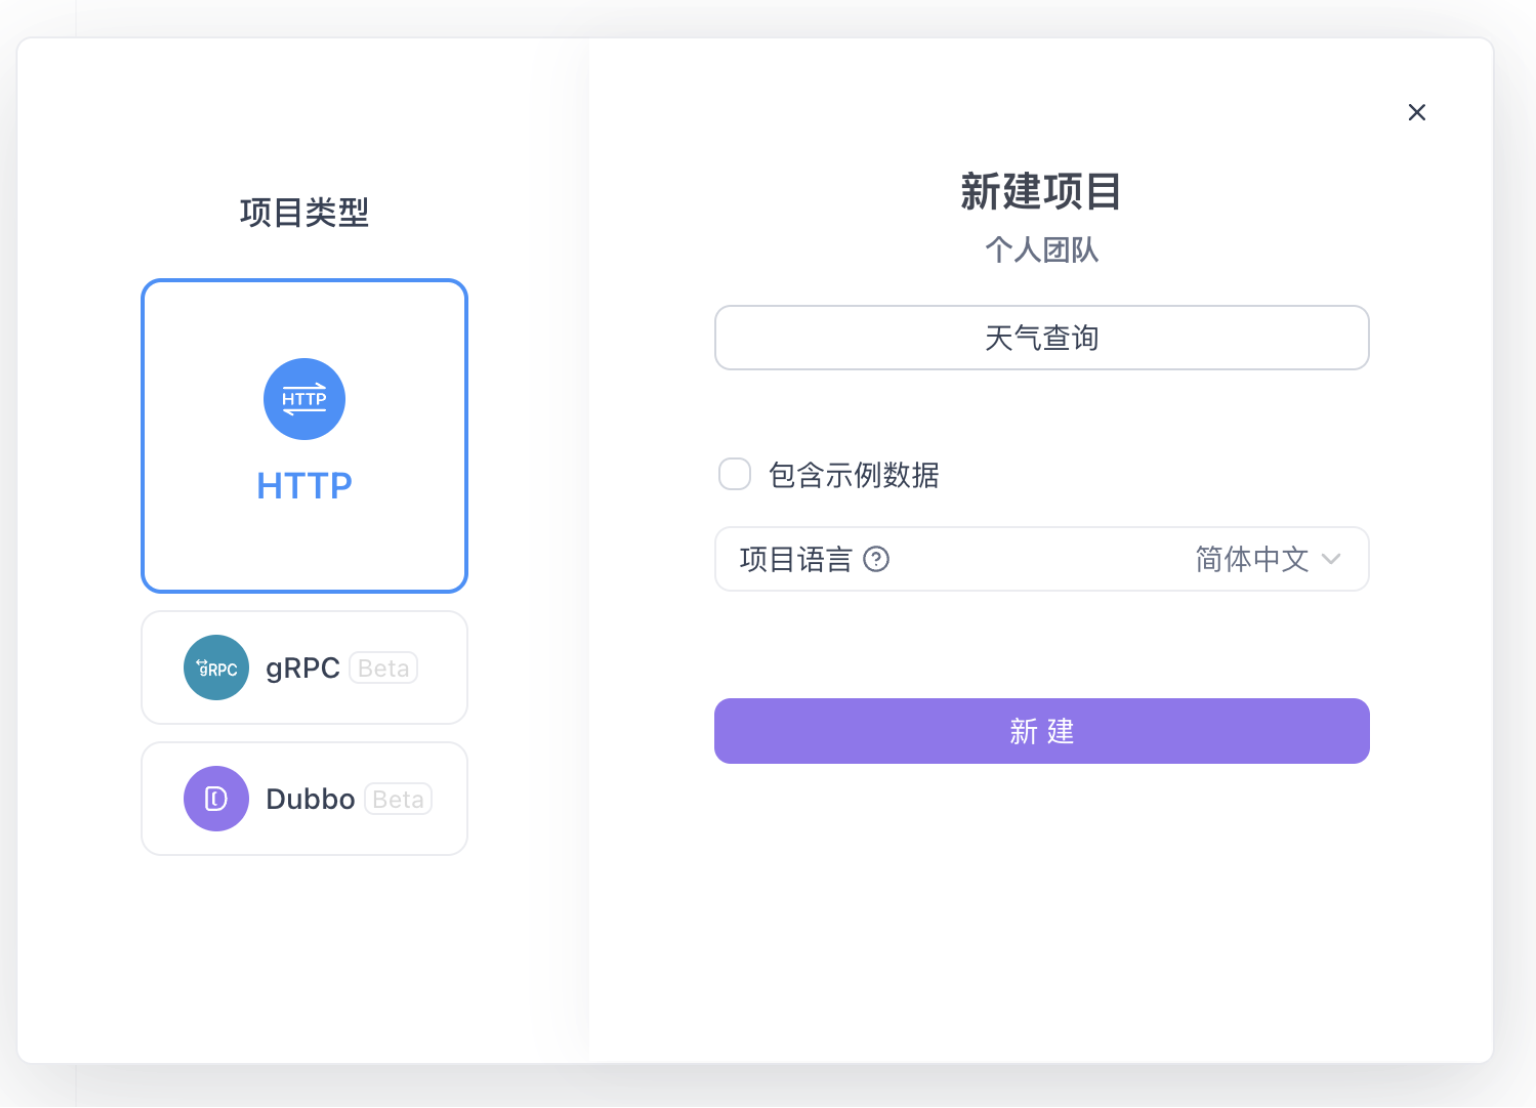 项目类型
HTTP
HTTP
gRPC
gRPC Beta
Dubbo Beta
新建项目
个人团队
天气查询
包含示例数据
项目语言 ? 简体中文
新建